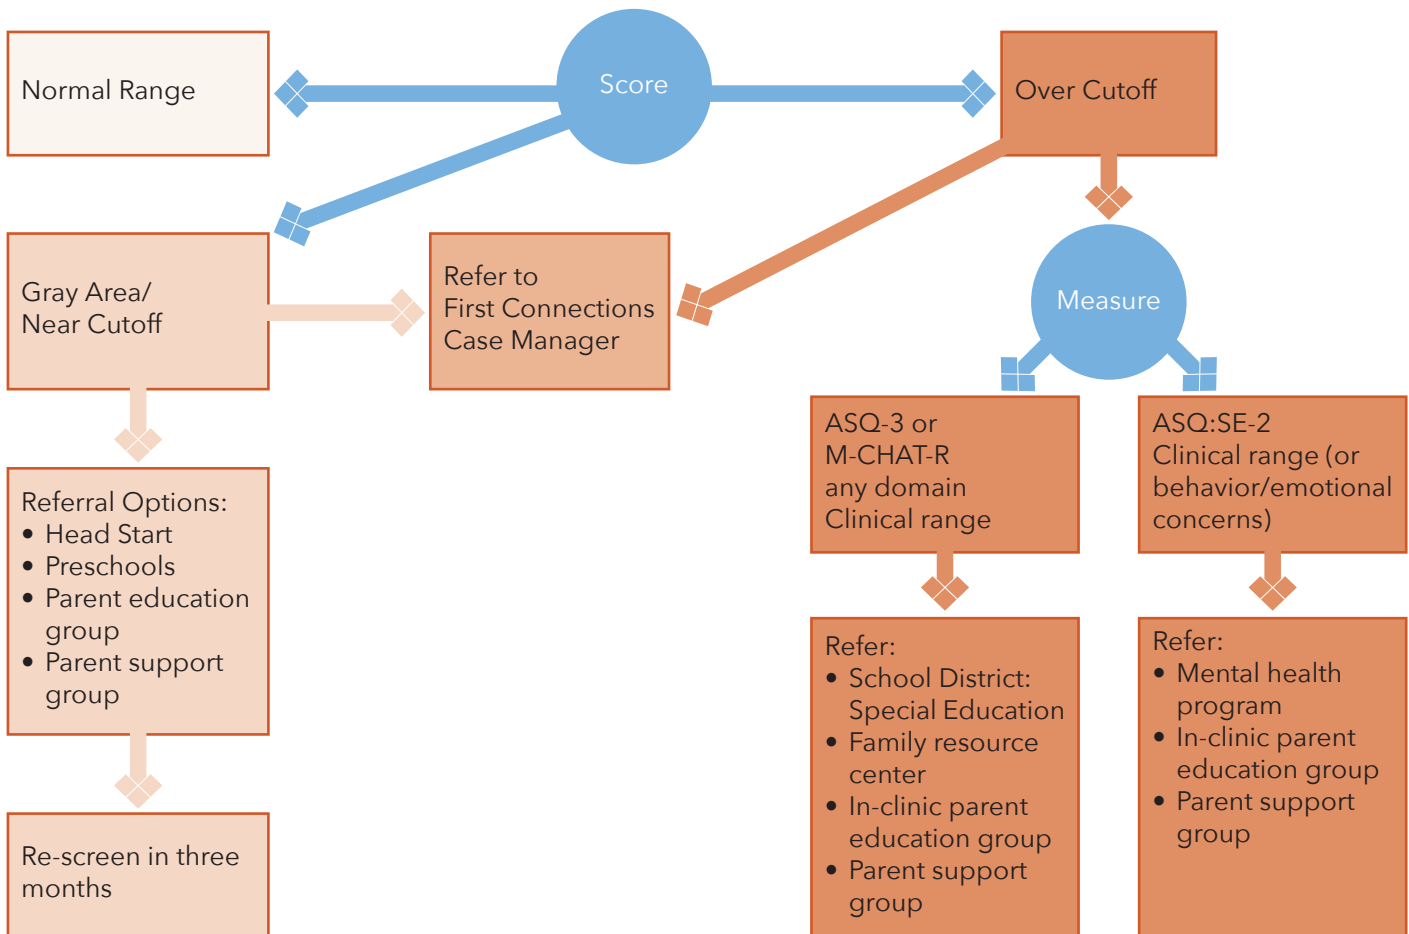 Normal Range
Score
Over Cutoff
Gray Area/
Near Cutoff
Refer to
First Connections
Case Manager
Measure
ASQ-3 or
M-CHAT-R
any domain
Clinical range
ASQ:SE-2
Clinical range (or
behavior/emotional
concerns)
Referral Options:
• Head Start
• Preschools
• Parent education
group
• Parent support
group
Refer:
• School District:
Special Education
• Family resource
center
• In-clinic parent
education group
• Parent support
group
Refer:
• Mental health
program
• In-clinic parent
education group
• Parent support
group
Re-screen in three
months